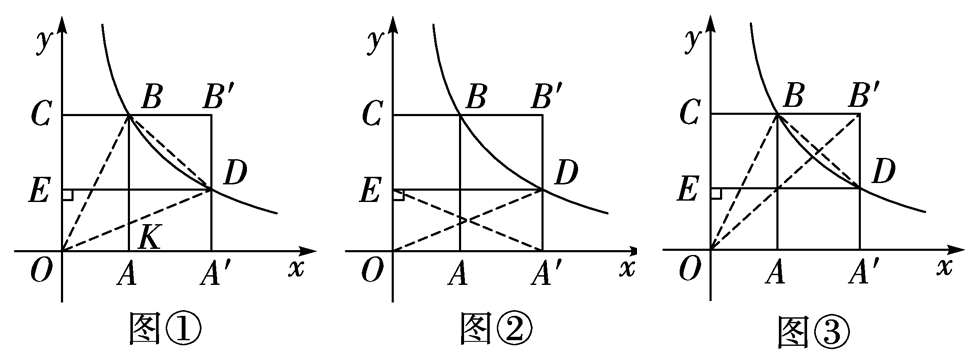 y y y
C B B′ C B B′ C B B′
E D E D E D
K
O A A′ x O A A′ x O A A′ x
图① 图② 图③